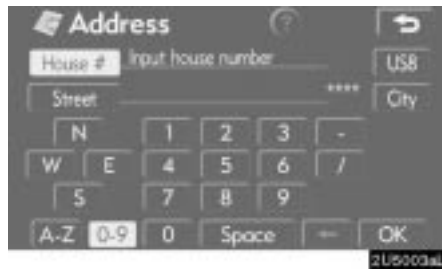 Address ?
House # Input house number US8
Street **** City
N 1 2 3 -
W E 4 5 6 /
S 7 8 9
A-Z 0-9 0 Space ← OK
2U5003aL